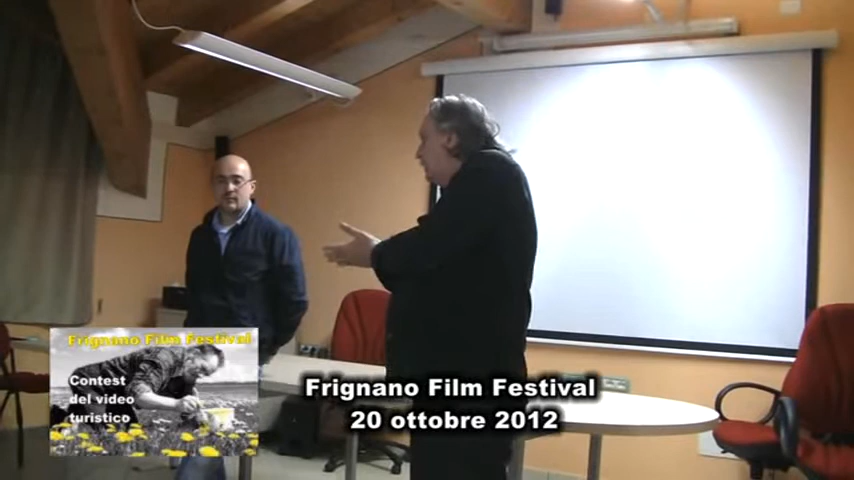 Frignano Film Festival
Contest
del video
turistico
Frignano Film Festival
20 ottobre 2012